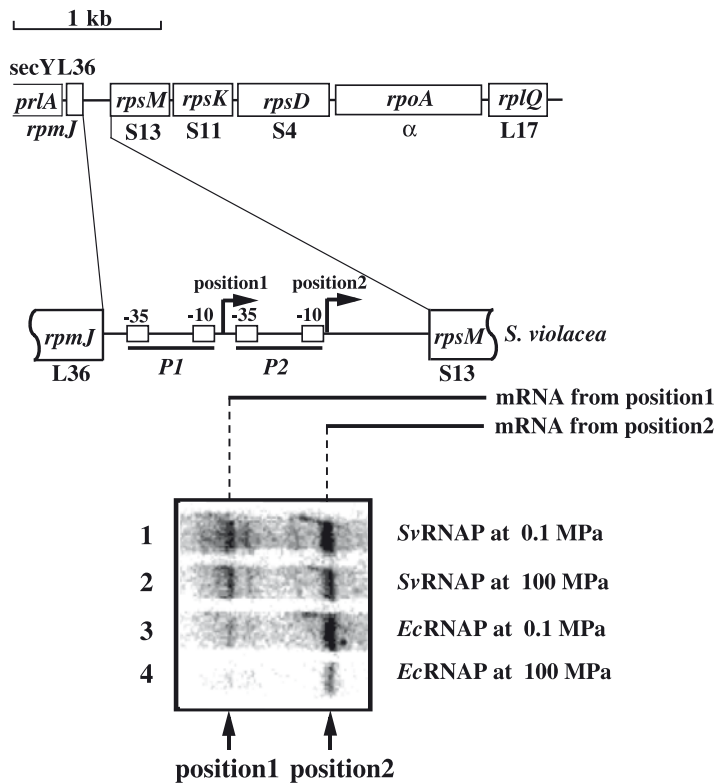 1 kb
secY L36
prlA rpsM rpsK rpsD rpoA rplQ
rpmJ S13 S11 S4 α L17
position1 position2
-35 -10 -35 -10
rpmJ rpsM S. violacea
L36 P1 P2 S13
mRNA from position1
mRNA from position2
1 SvRNAP at 0.1 MPa
2 SvRNAP at 100 MPa
3 EcRNAP at 0.1 MPa
4 EcRNAP at 100 MPa
position1 position2